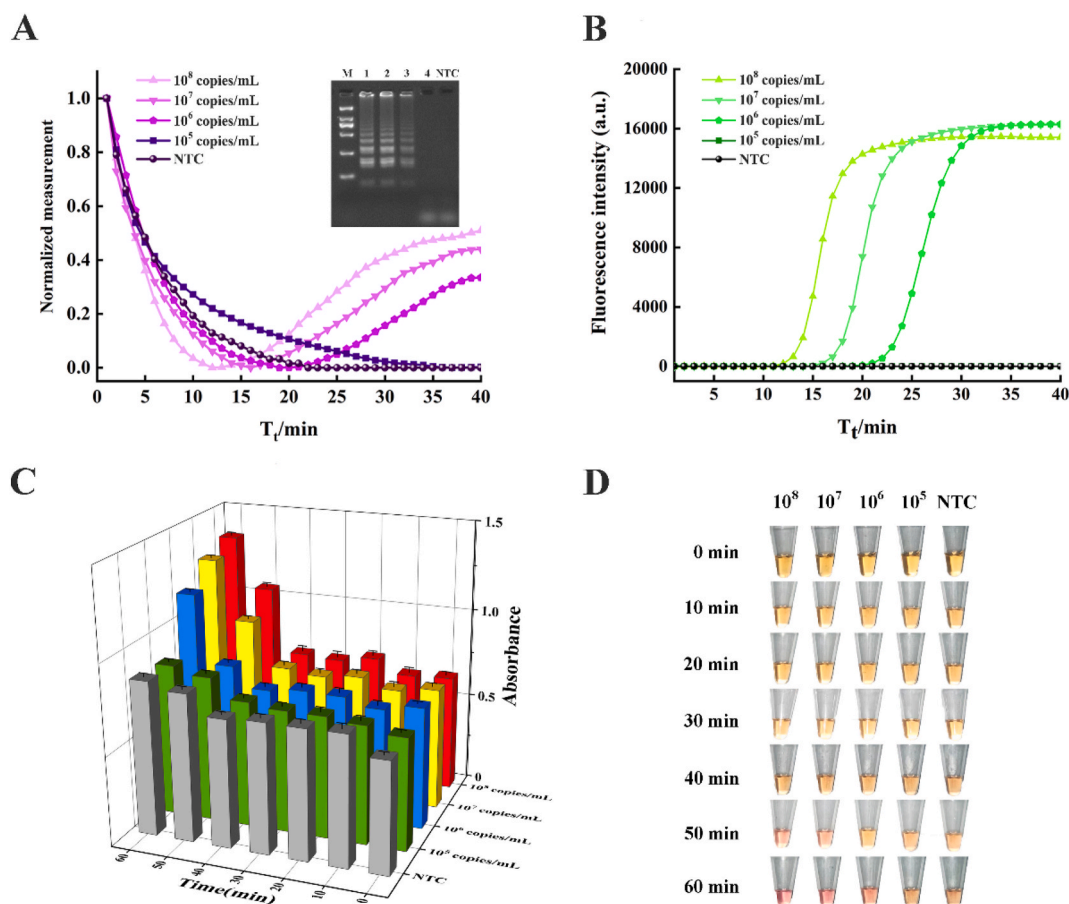 A
10⁸ copies/mL
10⁷ copies/mL
10⁶ copies/mL
10⁵ copies/mL
NTC
M 1 2 3 4 NTC
1.0
0.8
0.6
0.4
0.2
0.0
Normalized measurement
0 5 10 15 20 25 30 35 40
Tt/min
B
10⁸ copies/mL
10⁷ copies/mL
10⁶ copies/mL
10⁵ copies/mL
NTC
20000
16000
12000
8000
4000
0
Fluorescence intensity (a.u.)
5 10 15 20 25 30 35 40
Tt/min
C
1.5
1.0
0.5
0
Absorbance
10⁸ copies/mL
10⁷ copies/mL
10⁶ copies/mL
10⁵ copies/mL
NTC
60 50 40 30 20 10 0
Time(min)
D
10⁸ 10⁷ 10⁶ 10⁵ NTC
0 min
10 min
20 min
30 min
40 min
50 min
60 min